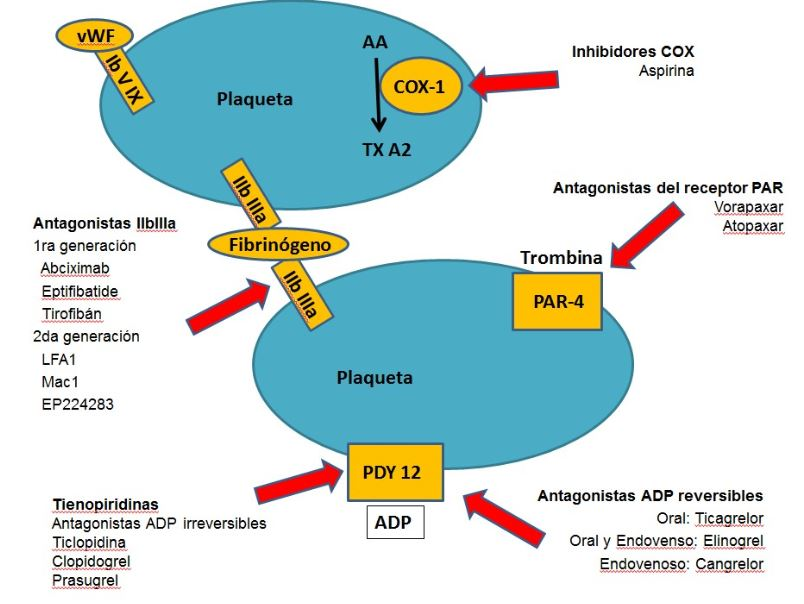 vWF
Ib V IX
Plaqueta
AA
COX-1
TX A2
Inhibidores COX
Aspirina
IIb IIIa
Fibrinógeno
IIb IIIa
Antagonistas IIbIIIa
1ra generación
Abciximab
Eptifibatide
Tirofibán
2da generación
LFA1
Mac1
EP224283
Antagonistas del receptor PAR
Vorapaxar
Atopaxar
Trombina
PAR-4
Plaqueta
PDY 12
ADP
Tienopiridinas
Antagonistas ADP irreversibles
Ticlopidina
Clopidogrel
Prasugrel
Antagonistas ADP reversibles
Oral: Ticagrelor
Oral y Endovenso: Elinogrel
Endovenoso: Cangrelor